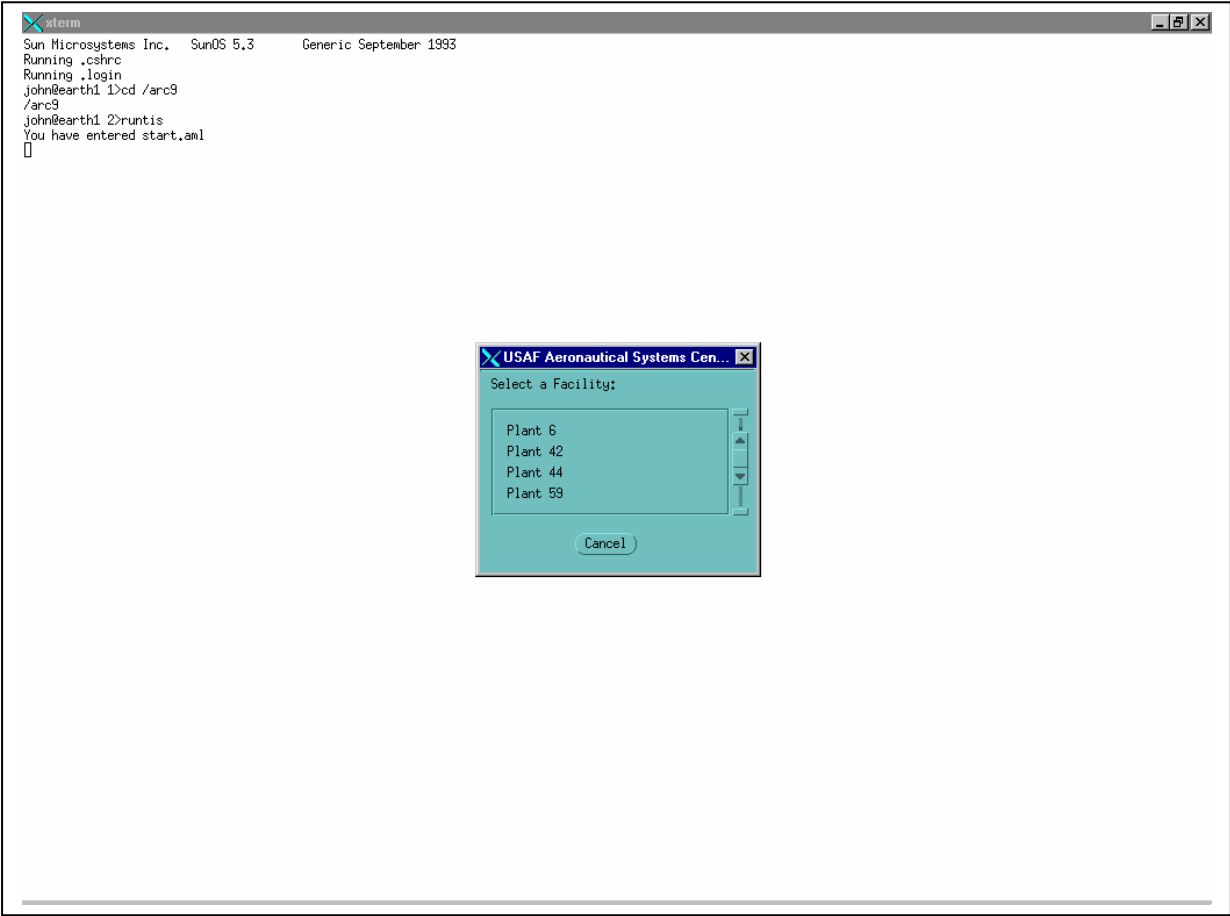 xterm
Sun Microsystems Inc.   SunOS 5.3       Generic September 1993
Running .cshrc
Running .login
john@earth1 1>cd /arc9
/arc9
john@earth1 2>runtis
You have entered start.aml
USAF Aeronautical Systems Cen...
Select a Facility:
Plant 6
Plant 42
Plant 44
Plant 59
Cancel